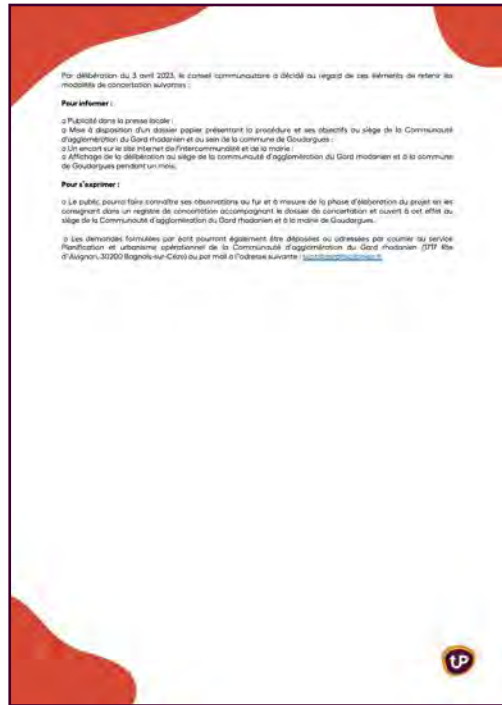 Par délibération du 3 avril 2023, le conseil communautaire a décidé au regard de ces éléments de retenir les
modalités de concertation suivantes :
Pour informer :
o Publicité dans la presse locale ;
o Mise à disposition d'un dossier papier présentant la procédure et ses objectifs au siège de la Communauté
d'agglomération du Gard rhodanien et au sein de la commune de Goudargues ;
o Un encart sur le site internet de l'intercommunalité et de la mairie ;
o Affichage de la délibération au siège de la communauté d'agglomération du Gard rhodanien et à la commune
de Goudargues pendant un mois.
Pour s'exprimer :
o Le public pourra faire connaître ses observations au fur et à mesure de la phase d'élaboration du projet en les
consignant dans un registre de concertation accompagnant le dossier de concertation et ouvert à cet effet au
siège de la Communauté d'agglomération du Gard rhodanien et à la mairie de Goudargues.
o Les demandes formulées par écrit pourront également être déposées ou adressées par courrier au service
Planification et urbanisme opérationnel de la Communauté d'agglomération du Gard rhodanien (1717 Rte
d'Avignon, 30200 Bagnols-sur-Cèze) ou par mail à l'adresse suivante :
tP